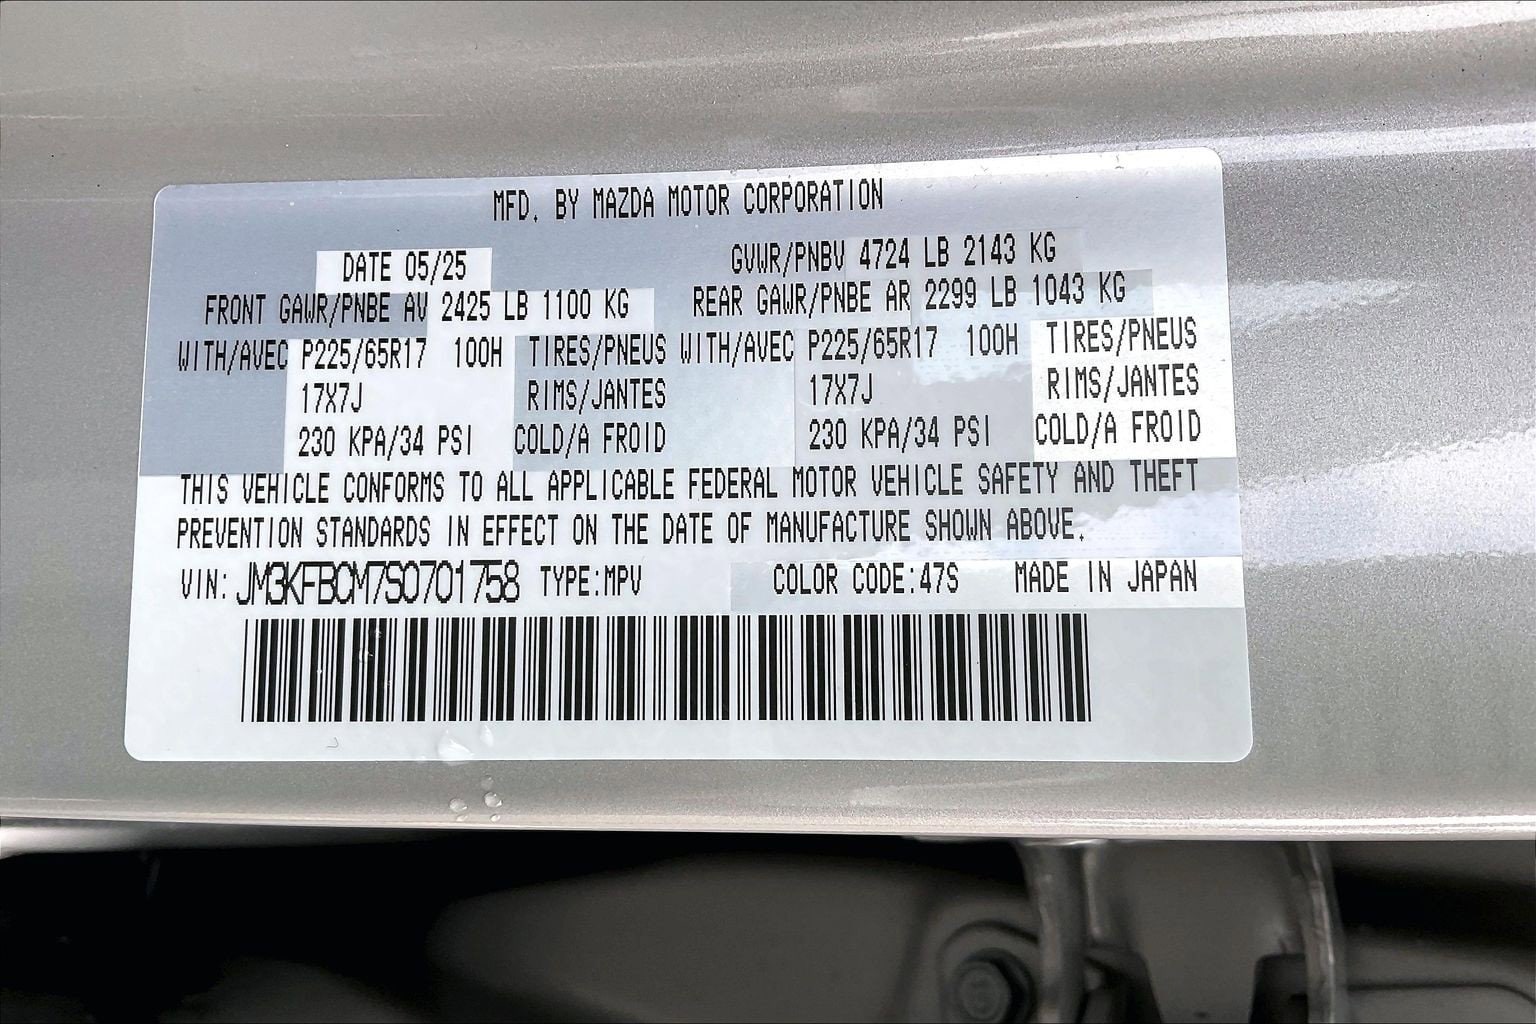 MFD. BY MAZDA MOTOR CORPORATION
DATE 05/25 GVWR/PNBV 4724 LB 2143 KG
FRONT GAWR/PNBE AV 2425 LB 1100 KG REAR GAWR/PNBE AR 2299 LB 1043 KG
WITH/AVEC P225/65R17 100H TIRES/PNEUS WITH/AVEC P225/65R17 100H TIRES/PNEUS
17X7J RIMS/JANTES 17X7J RIMS/JANTES
230 KPA/34 PSI COLD/A FROID 230 KPA/34 PSI COLD/A FROID
THIS VEHICLE CONFORMS TO ALL APPLICABLE FEDERAL MOTOR VEHICLE SAFETY AND THEFT
PREVENTION STANDARDS IN EFFECT ON THE DATE OF MANUFACTURE SHOWN ABOVE.
VIN: JM3KFBCM7S0701758 TYPE:MPV COLOR CODE:47S MADE IN JAPAN